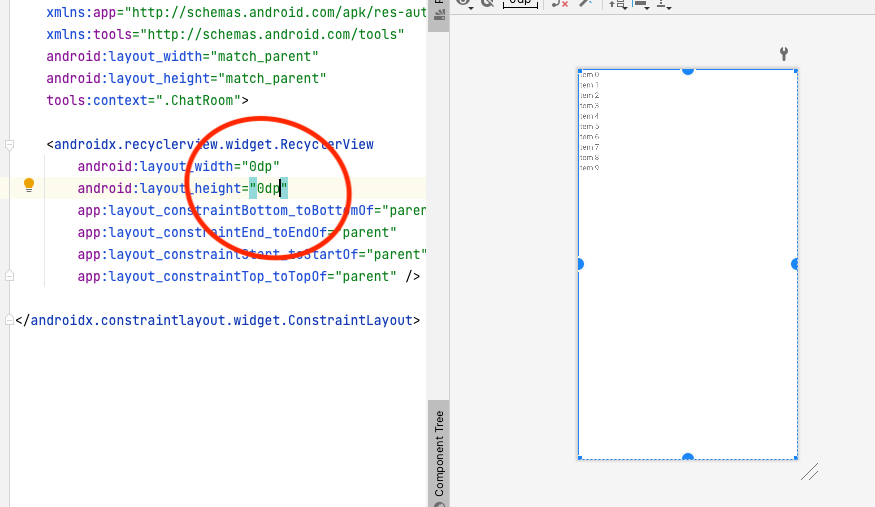 xmlns:app="http://schemas.android.com/apk/res-aut
xmlns:tools="http://schemas.android.com/tools"
android:layout_width="match_parent"
android:layout_height="match_parent"
tools:context=".ChatRoom">
<androidx.recyclerview.widget.RecyclerView
android:layout_width="0dp"
android:layout_height="0dp"
app:layout_constraintBottom_toBottomOf="paren
app:layout_constraintEnd_toEndOf="parent"
app:layout_constraintStart_toStartOf="parent"
app:layout_constraintTop_toTopOf="parent" />
</androidx.constraintlayout.widget.ConstraintLayout>
Component Tree
0dp
Item 0
Item 1
Item 2
Item 3
Item 4
Item 5
Item 6
Item 7
Item 8
Item 9